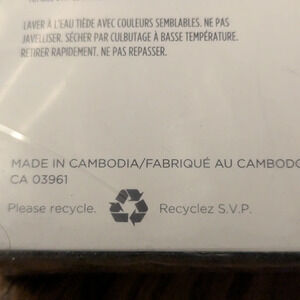 LAVER À L'EAU TIÈDE AVEC COULEURS SEMBLABLES. NE PAS
JAVELLISER. SÉCHER PAR CULBUTAGE À BASSE TEMPÉRATURE.
RETIRER RAPIDEMENT. NE PAS REPASSER.
MADE IN CAMBODIA/FABRIQUÉ AU CAMBODG
CA 03961
Please recycle. Recyclez S.V.P.